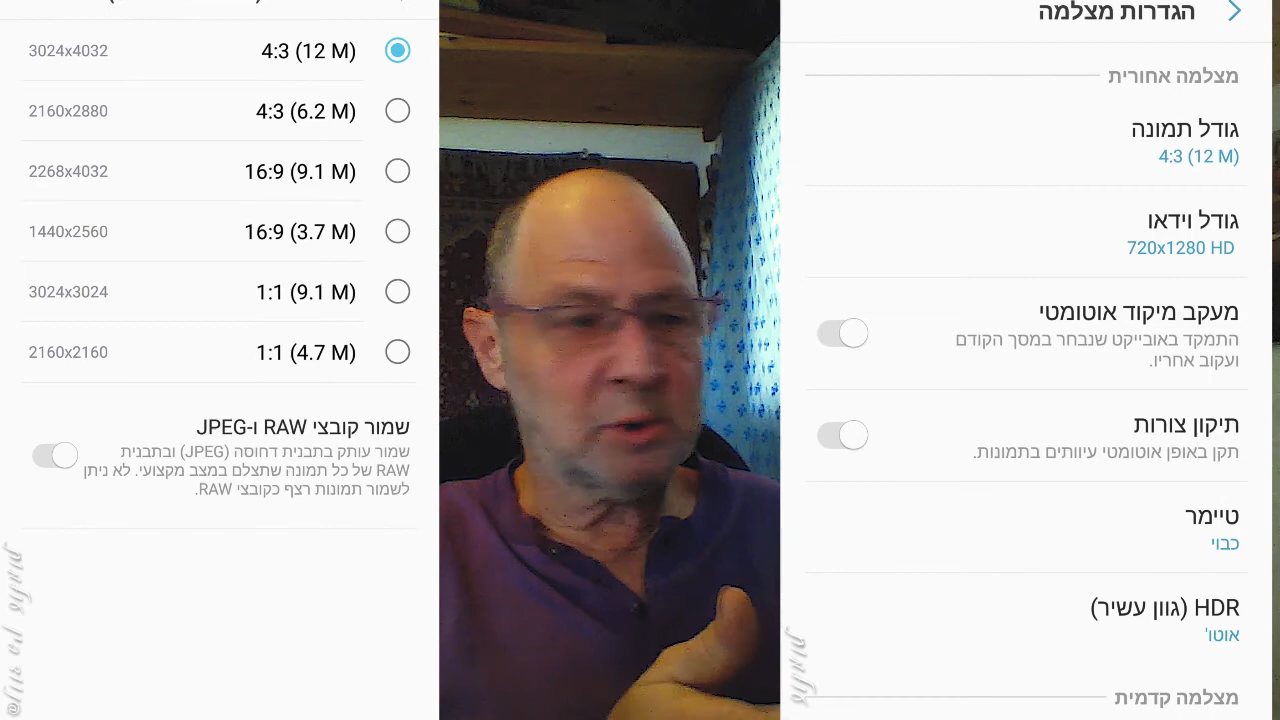 3024x4032 4:3 (12 M)
2160x2880 4:3 (6.2 M)
2268x4032 16:9 (9.1 M)
1440x2560 16:9 (3.7 M)
3024x3024 1:1 (9.1 M)
2160x2160 1:1 (4.7 M)
שמור קובצי RAW ו-JPEG
שמור עותק בתבנית דחוסה (JPEG) ובתבנית
RAW של כל תמונה שתצלם במצב מקצועי. לא ניתן
לשמור תמונות רצף כקובצי RAW.
הגדרות מצלמה
מצלמה אחורית
גודל תמונה
4:3 (12 M)
גודל וידאו
720x1280 HD
מעקב מיקוד אוטומטי
התמקד באובייקט שנבחר במסך הקודם
ועקוב אחריו.
תיקון צורות
תקן באופן אוטומטי עיוותים בתמונות.
טיימר
כבוי
HDR (גוון עשיר)
אוטו'
מצלמה קדמית